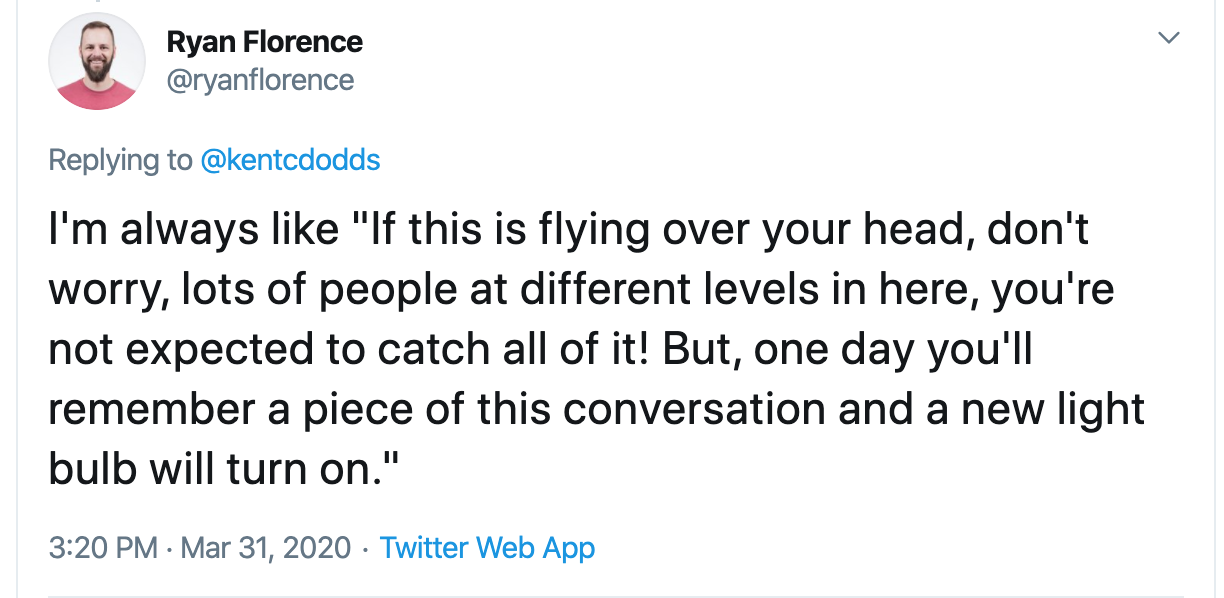 Ryan Florence
@ryanflorence
Replying to @kentcdodds
I'm always like "If this is flying over your head, don't
worry, lots of people at different levels in here, you're
not expected to catch all of it! But, one day you'll
remember a piece of this conversation and a new light
bulb will turn on."
3:20 PM · Mar 31, 2020 · Twitter Web App